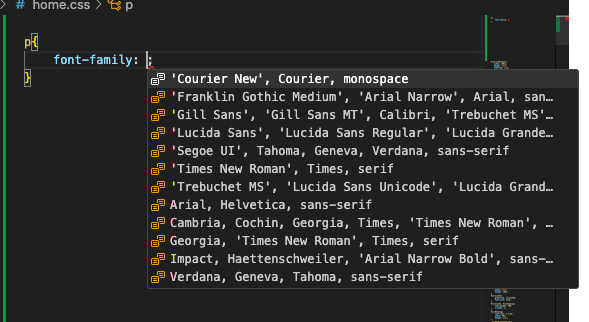 # home.css > p
p{
font-family: ;
}
'Courier New', Courier, monospace
'Franklin Gothic Medium', 'Arial Narrow', Arial, san…
'Gill Sans', 'Gill Sans MT', Calibri, 'Trebuchet MS'…
'Lucida Sans', 'Lucida Sans Regular', 'Lucida Grande…
'Segoe UI', Tahoma, Geneva, Verdana, sans-serif
'Times New Roman', Times, serif
'Trebuchet MS', 'Lucida Sans Unicode', 'Lucida Grand…
Arial, Helvetica, sans-serif
Cambria, Cochin, Georgia, Times, 'Times New Roman', …
Georgia, 'Times New Roman', Times, serif
Impact, Haettenschweiler, 'Arial Narrow Bold', sans-…
Verdana, Geneva, Tahoma, sans-serif